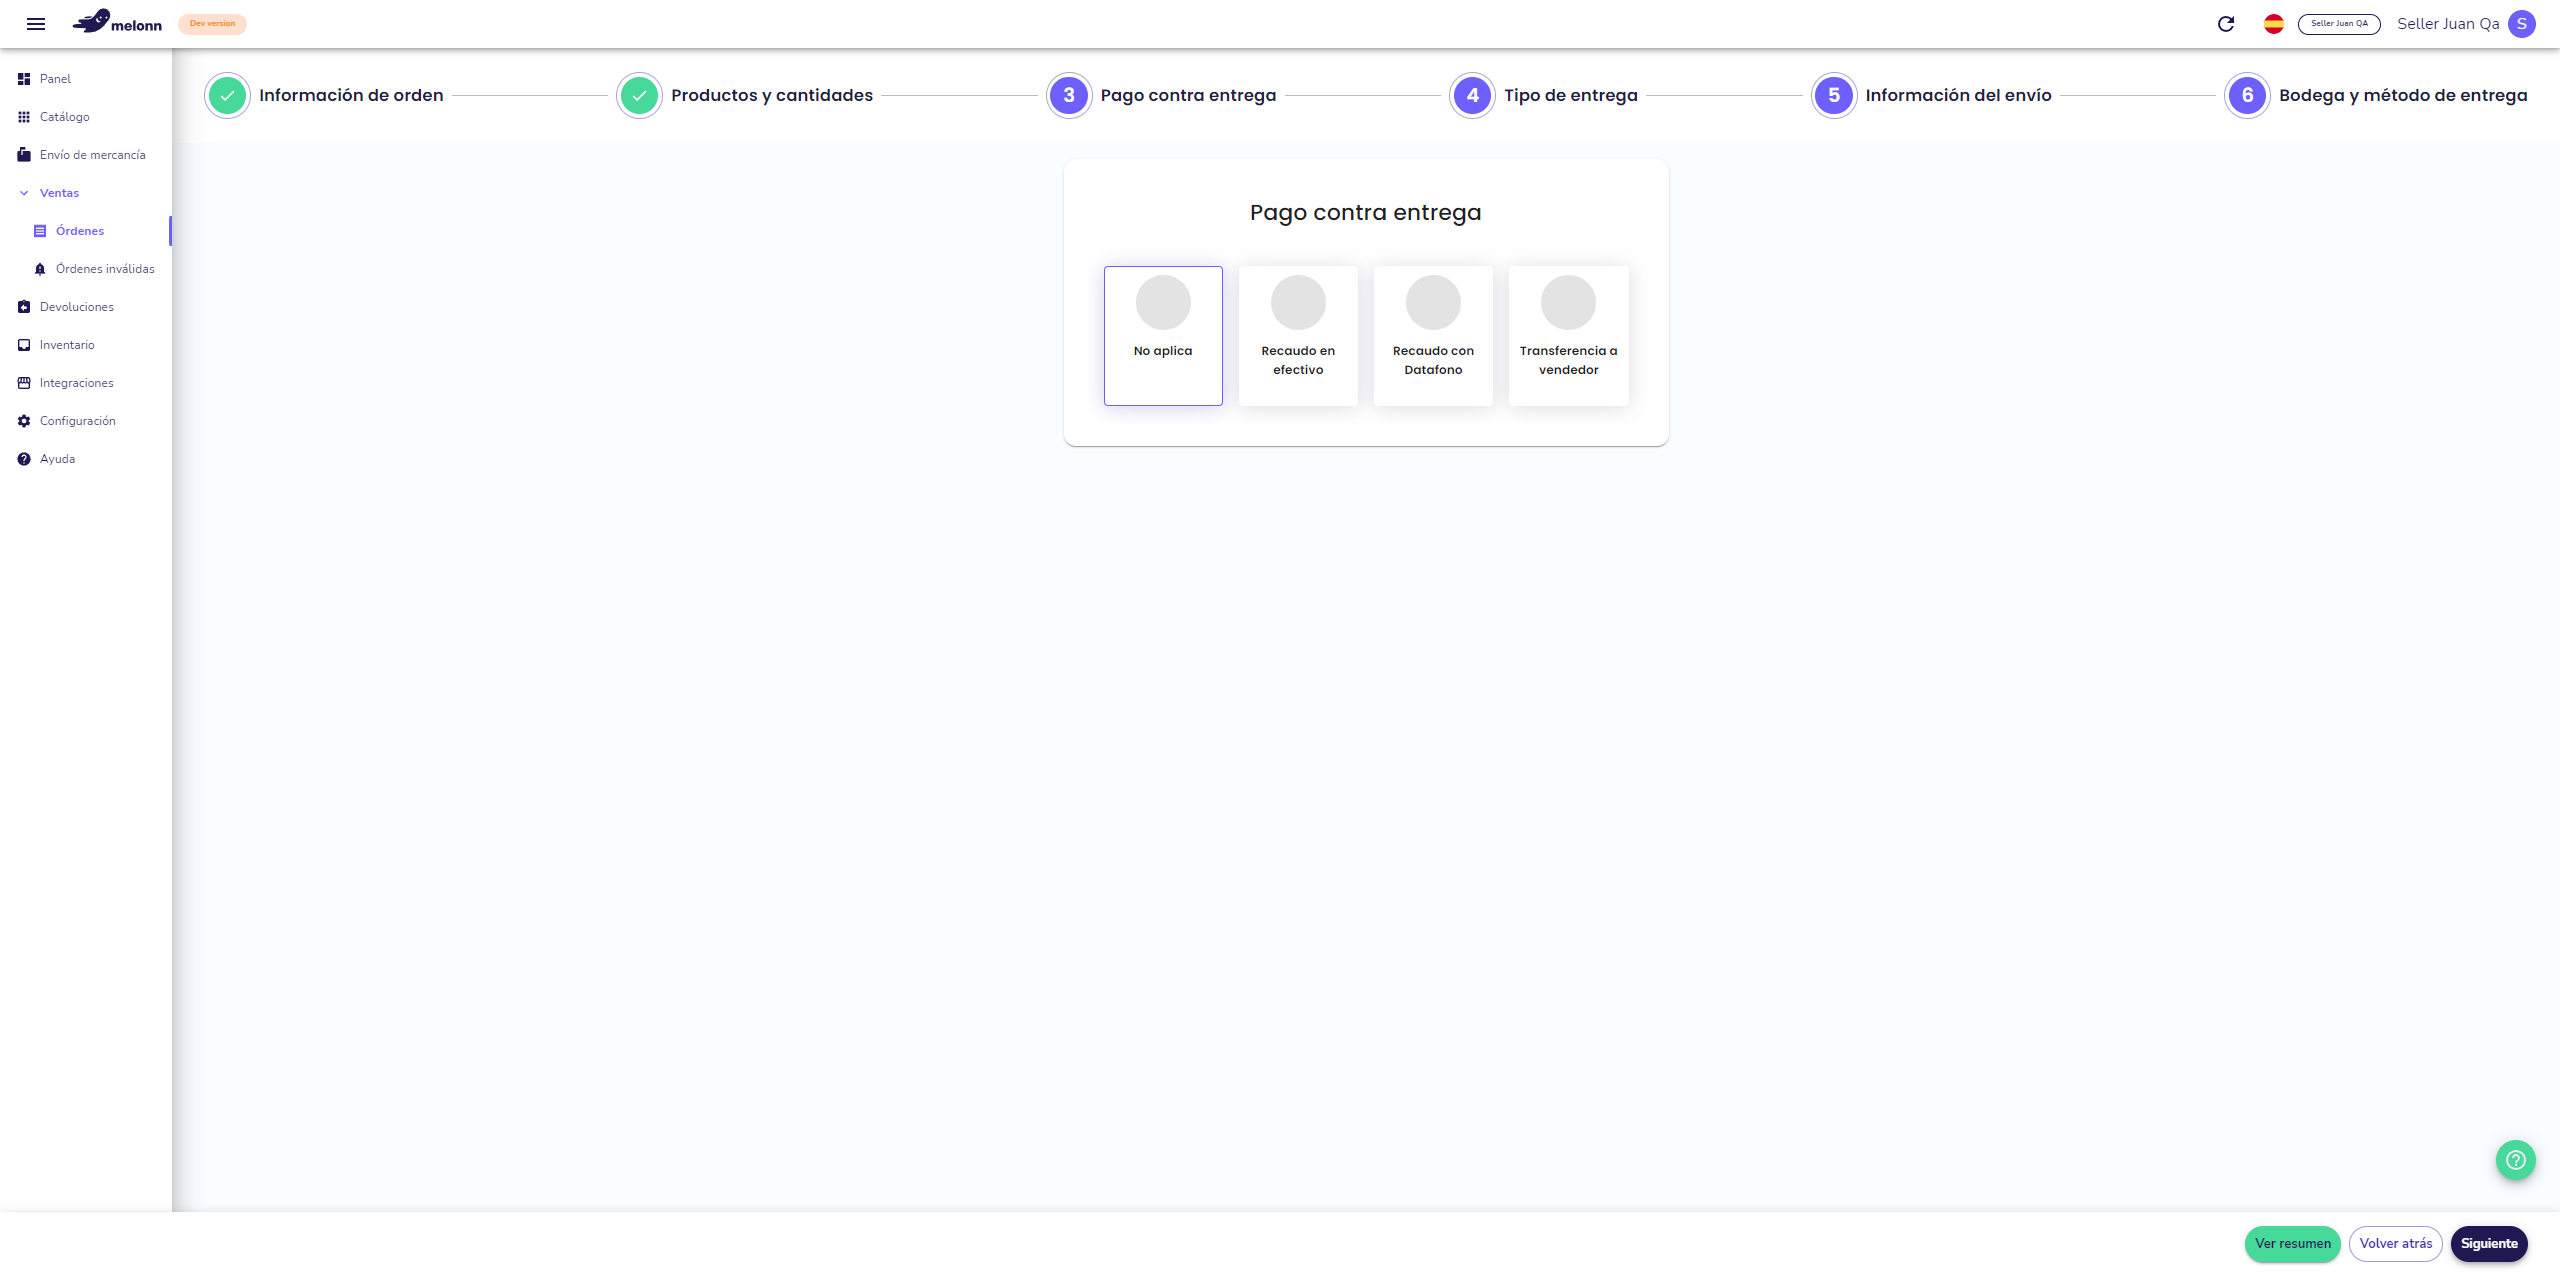 melonn
Dev version
Seller Juan QA
Seller Juan Qa
S
Panel
Catálogo
Envío de mercancía
Ventas
Órdenes
Órdenes inválidas
Devoluciones
Inventario
Integraciones
Configuración
Ayuda
Información de orden
Productos y cantidades
3 Pago contra entrega
4 Tipo de entrega
5 Información del envío
6 Bodega y método de entrega
Pago contra entrega
No aplica
Recaudo en
efectivo
Recaudo con
Datafono
Transferencia a
vendedor
Ver resumen
Volver atrás
Siguiente